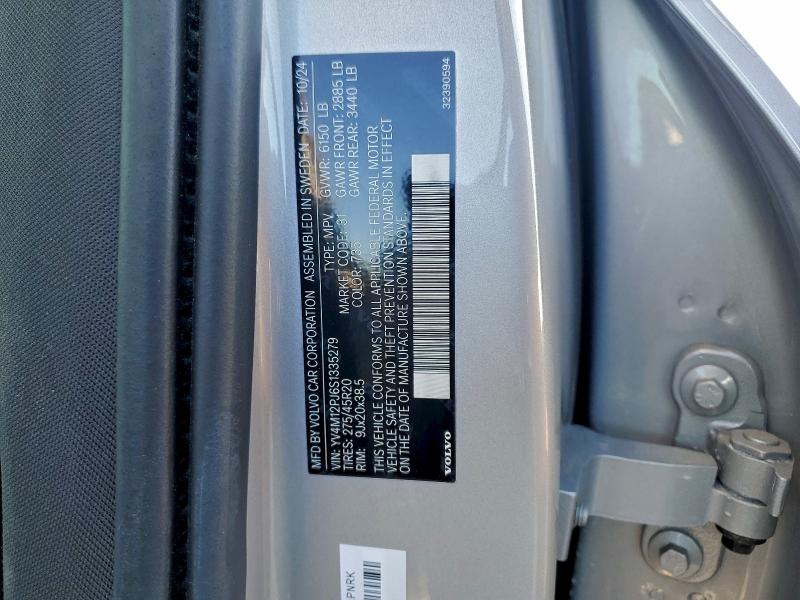 MFD BY VOLVO CAR CORPORATION ASSEMBLED IN SWEDEN DATE: 10/24
VIN: YV4M12PJ6S1335279 TYPE: MPV GVWR: 6150 LB
TIRES: 275/45R20 MARKET CODE: 31 GAWR FRONT: 2885 LB
RIM: 9Jx20x38.5 COLOR: 735 GAWR REAR: 3440 LB
THIS VEHICLE CONFORMS TO ALL APPLICABLE FEDERAL MOTOR
VEHICLE SAFETY AND THEFT PREVENTION STANDARDS IN EFFECT
ON THE DATE OF MANUFACTURE SHOWN ABOVE.
VOLVO 32390594
PNRK